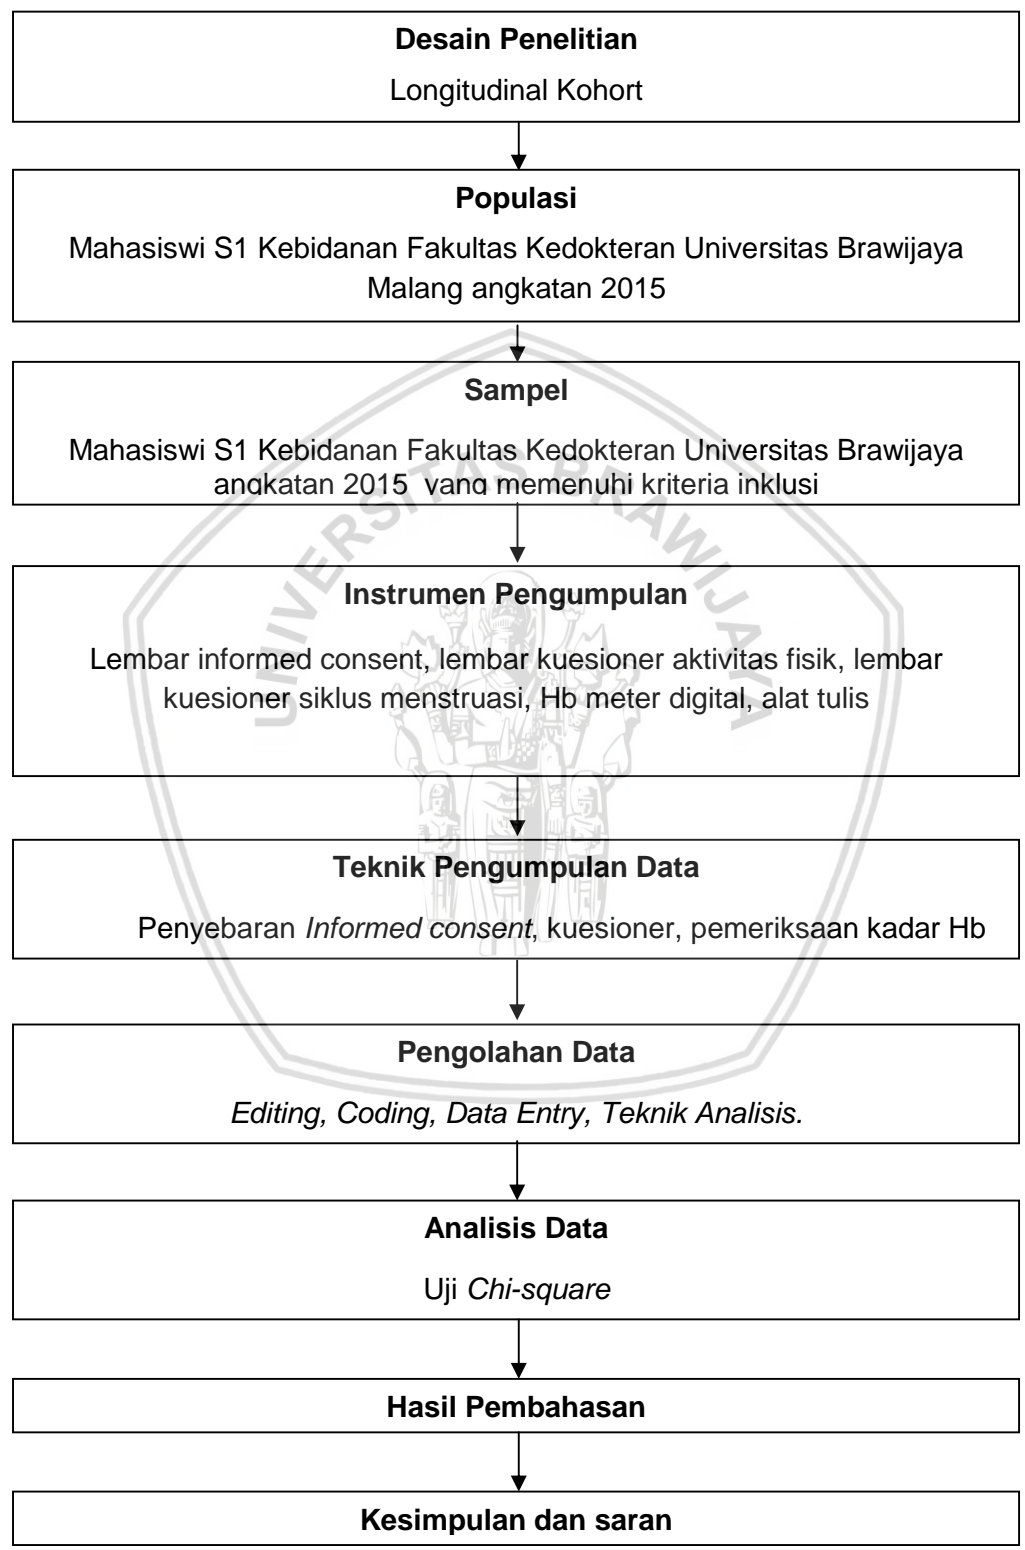 Desain Penelitian
Longitudinal Kohort
Populasi
Mahasiswi S1 Kebidanan Fakultas Kedokteran Universitas Brawijaya
Malang angkatan 2015
Sampel
Mahasiswi S1 Kebidanan Fakultas Kedokteran Universitas Brawijaya
angkatan 2015  yang memenuhi kriteria inklusi
Instrumen Pengumpulan
Lembar informed consent, lembar kuesioner aktivitas fisik, lembar
kuesioner siklus menstruasi, Hb meter digital, alat tulis
Teknik Pengumpulan Data
Penyebaran Informed consent, kuesioner, pemeriksaan kadar Hb
Pengolahan Data
Editing, Coding, Data Entry, Teknik Analisis.
Analisis Data
Uji Chi-square
Hasil Pembahasan
Kesimpulan dan saran
UNIVERSITAS BRAWIJAYA